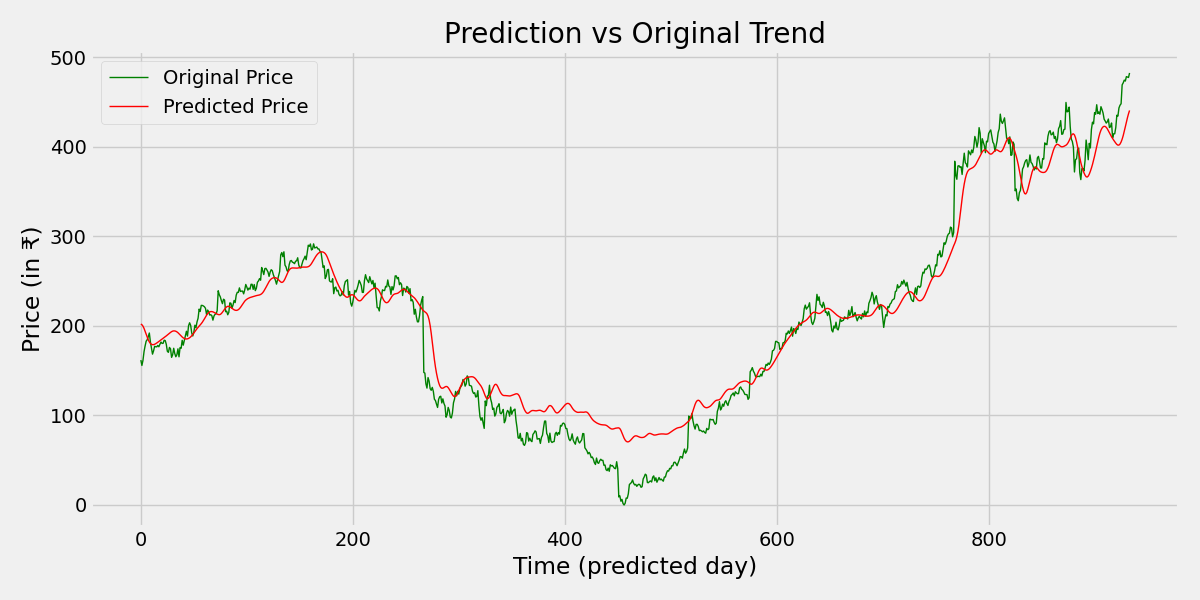 Prediction vs Original Trend
Original Price
Predicted Price
Price (in ₹)
500
400
300
200
100
0
0 200 400 600 800
Time (predicted day)